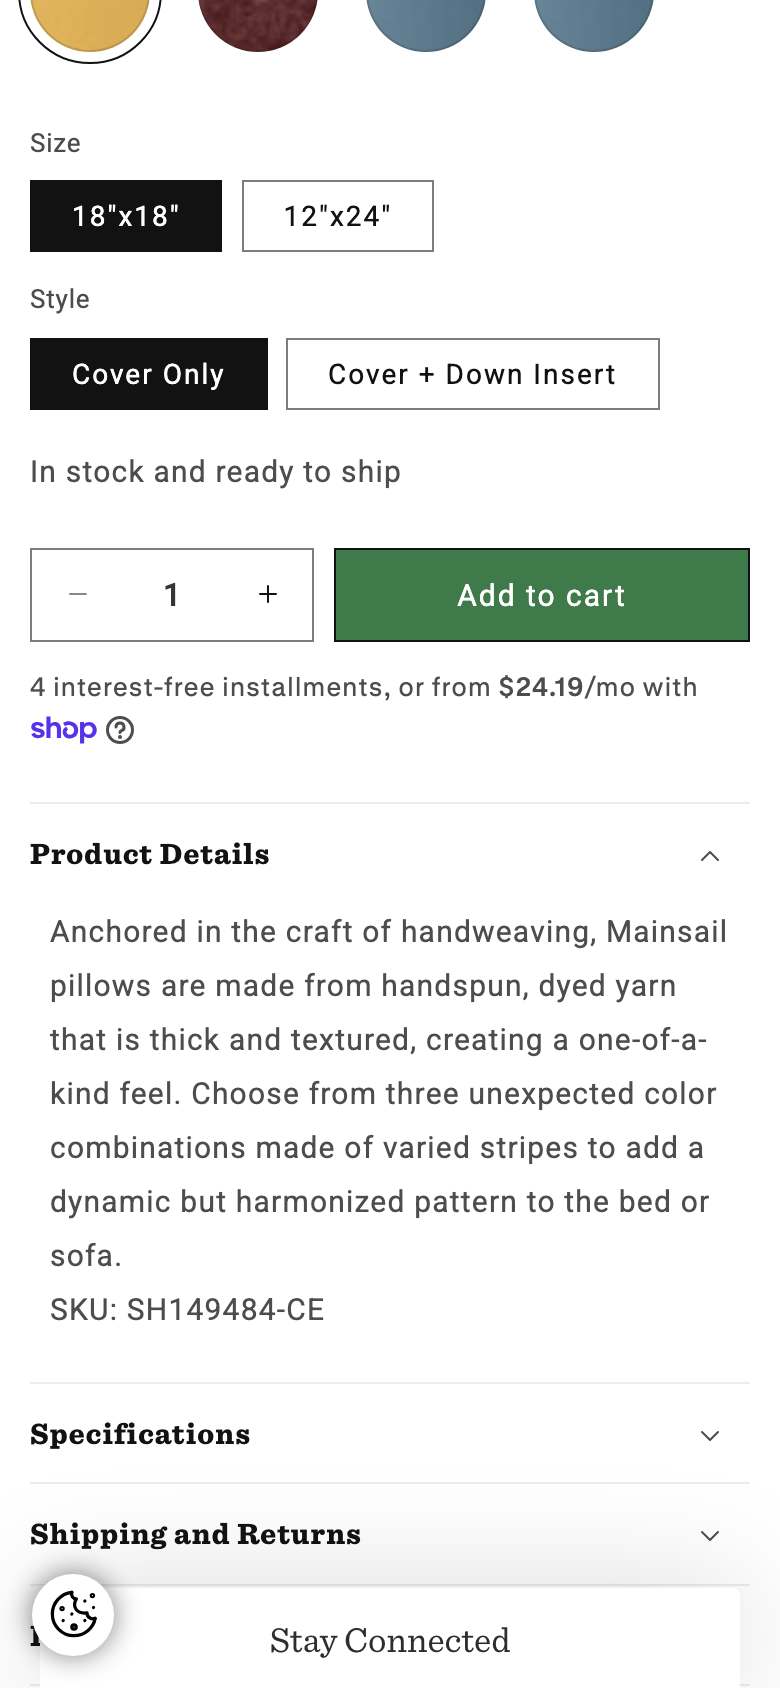 Size
18"x18"
12"x24"
Style
Cover Only
Cover + Down Insert
In stock and ready to ship
1
Add to cart
4 interest-free installments, or from $24.19/mo with
shop
Product Details
Anchored in the craft of handweaving, Mainsail
pillows are made from handspun, dyed yarn
that is thick and textured, creating a one-of-a-
kind feel. Choose from three unexpected color
combinations made of varied stripes to add a
dynamic but harmonized pattern to the bed or
sofa.
SKU: SH149484-CE
Specifications
Shipping and Returns
Stay Connected